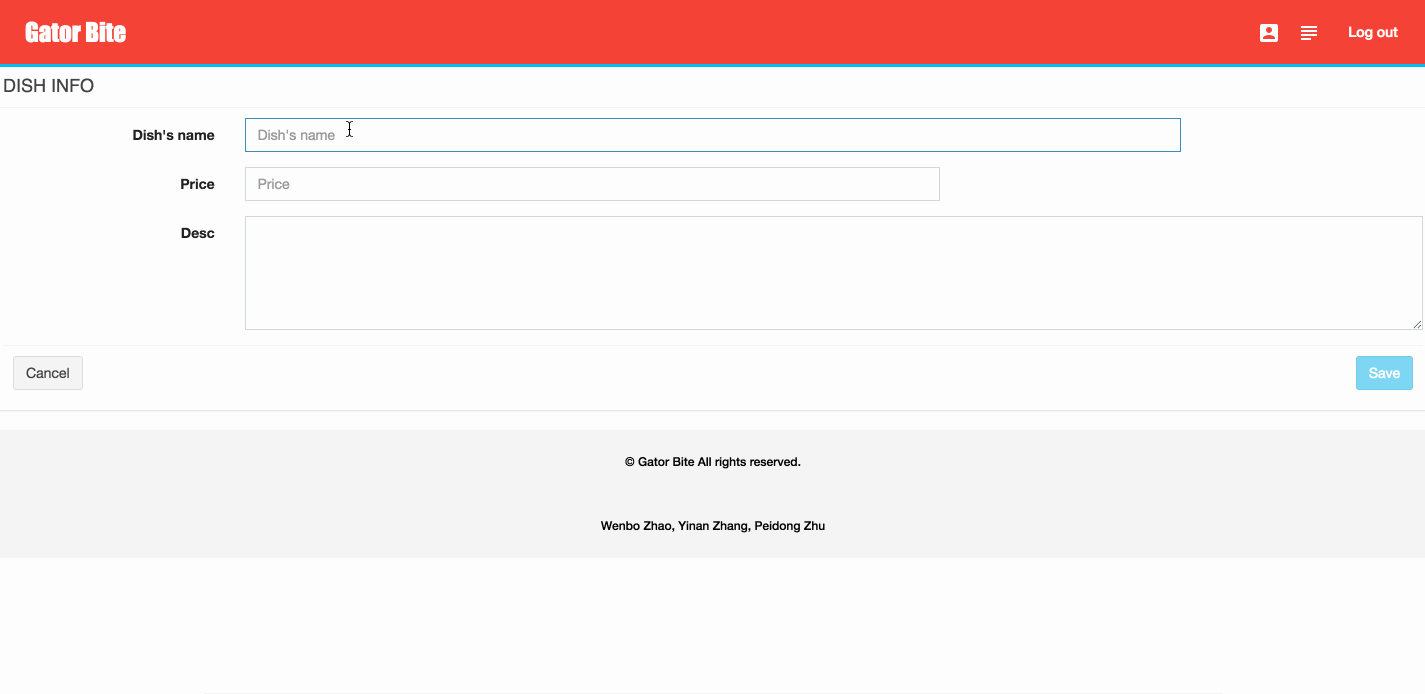 Gator Bite
Log out
DISH INFO
Dish's name
Dish's name
Price
Price
Desc
Cancel
Save
© Gator Bite All rights reserved.
Wenbo Zhao, Yinan Zhang, Peidong Zhu